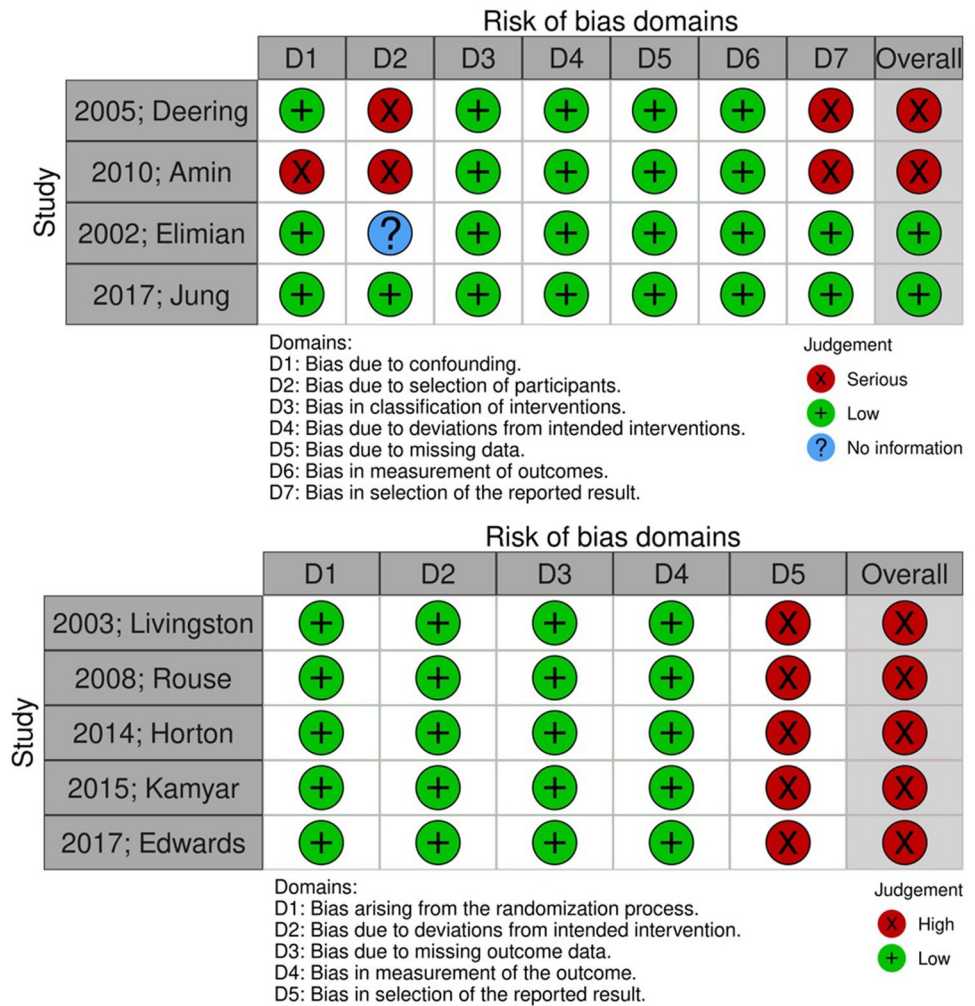 Risk of bias domains
D1 D2 D3 D4 D5 D6 D7 Overall
Study
2005; Deering + X + + + + X X
2010; Amin X X + + + + X X
2002; Elimian + ? + + + + + +
2017; Jung + + + + + + + +
Domains:
D1: Bias due to confounding.
D2: Bias due to selection of participants.
D3: Bias in classification of interventions.
D4: Bias due to deviations from intended interventions.
D5: Bias due to missing data.
D6: Bias in measurement of outcomes.
D7: Bias in selection of the reported result.
Judgement
X Serious
+ Low
? No information
Risk of bias domains
D1 D2 D3 D4 D5 Overall
Study
2003; Livingston + + + + X X
2008; Rouse + + + + X X
2014; Horton + + + + X X
2015; Kamyar + + + + X X
2017; Edwards + + + + X X
Domains:
D1: Bias arising from the randomization process.
D2: Bias due to deviations from intended intervention.
D3: Bias due to missing outcome data.
D4: Bias in measurement of the outcome.
D5: Bias in selection of the reported result.
Judgement
X High
+ Low